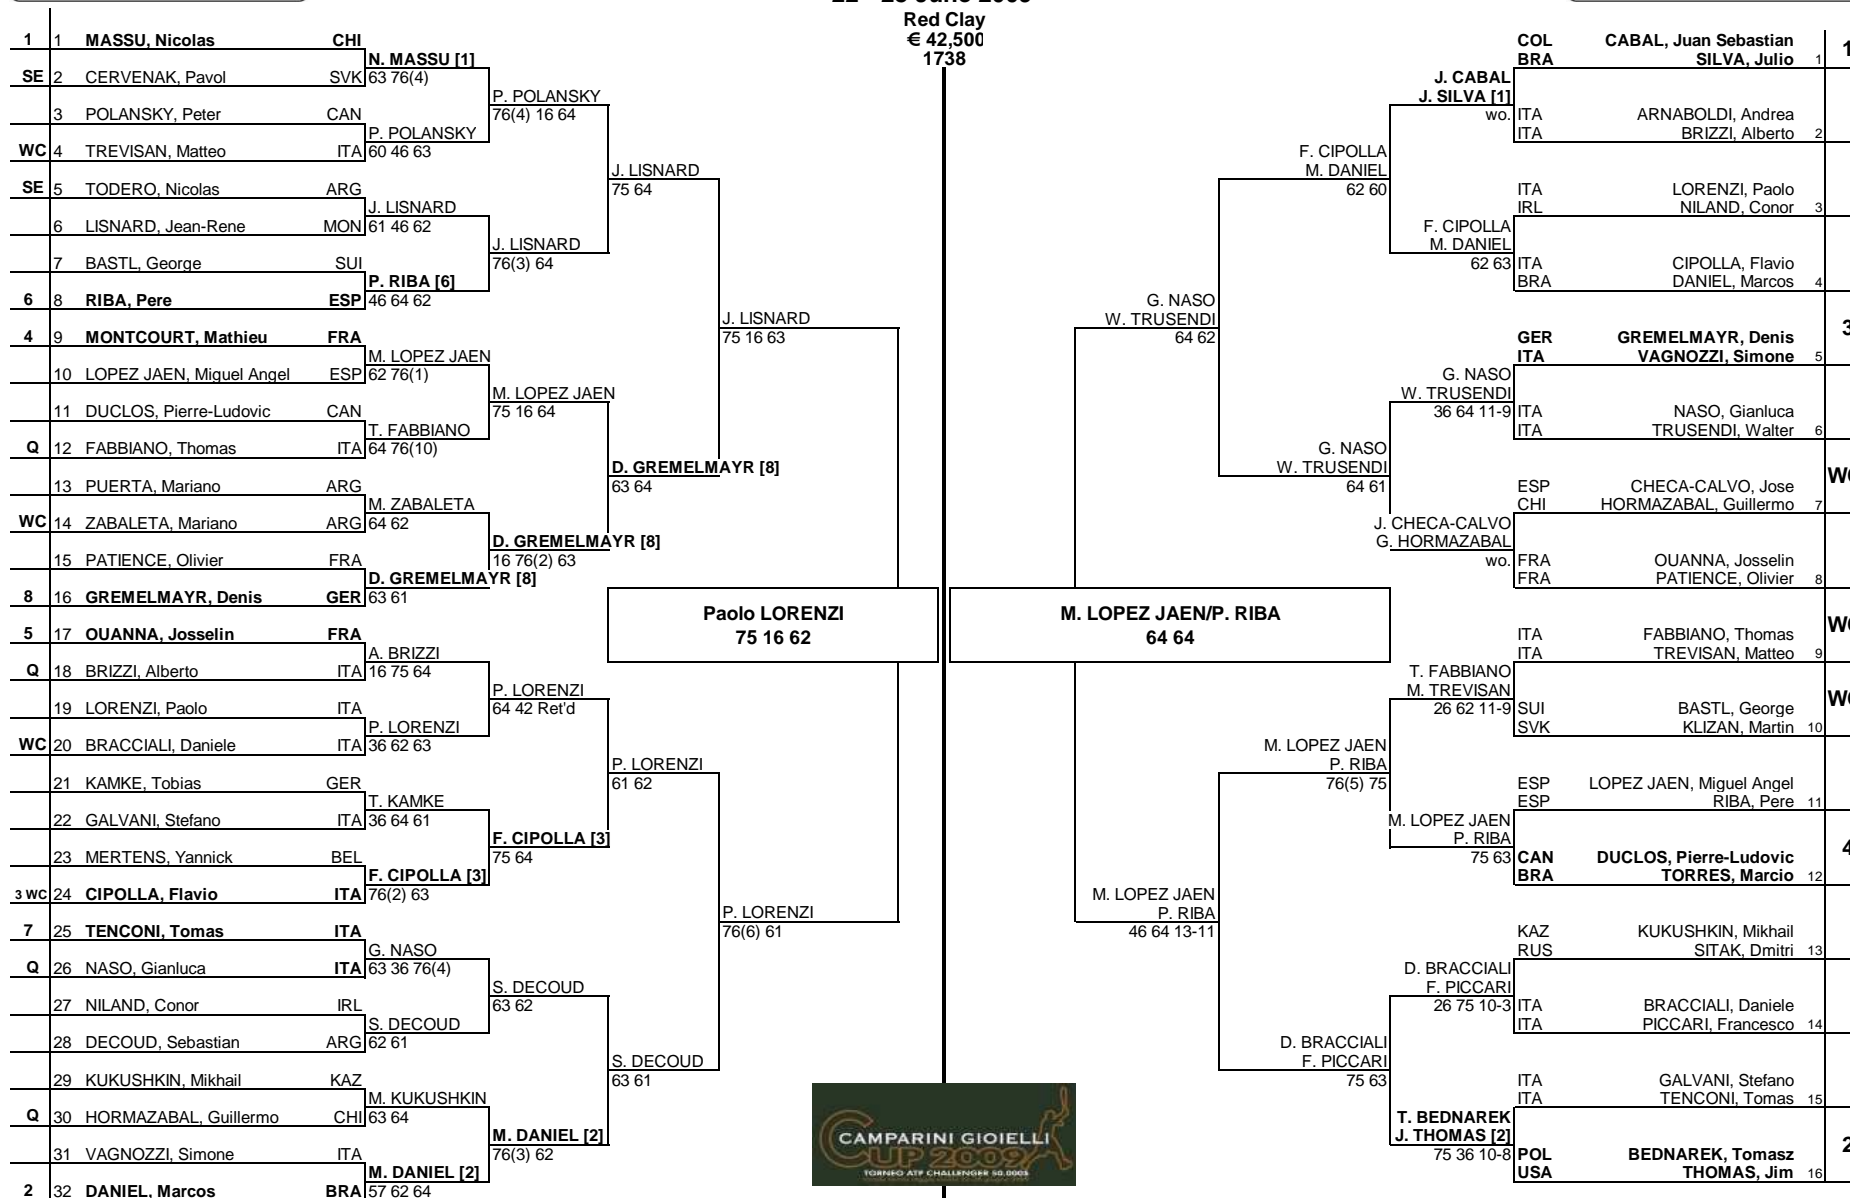 22 - 28 June 2009
Red Clay
€ 42,500
1738
1 1 MASSU, Nicolas CHI
N. MASSU [1]
SE 2 CERVENAK, Pavol SVK 63 76(4)
P. POLANSKY
3 POLANSKY, Peter CAN 76(4) 16 64
P. POLANSKY
WC 4 TREVISAN, Matteo ITA 60 46 63
J. LISNARD
SE 5 TODERO, Nicolas ARG 75 64
J. LISNARD
6 LISNARD, Jean-Rene MON 61 46 62
J. LISNARD
7 BASTL, George SUI 76(3) 64
P. RIBA [6]
6 8 RIBA, Pere ESP 46 64 62
J. LISNARD
4 9 MONTCOURT, Mathieu FRA 75 16 63
M. LOPEZ JAEN
10 LOPEZ JAEN, Miguel Angel ESP 62 76(1)
M. LOPEZ JAEN
11 DUCLOS, Pierre-Ludovic CAN 75 16 64
T. FABBIANO
Q 12 FABBIANO, Thomas ITA 64 76(10)
D. GREMELMAYR [8]
13 PUERTA, Mariano ARG 63 64
M. ZABALETA
WC 14 ZABALETA, Mariano ARG 64 62
D. GREMELMAYR [8]
15 PATIENCE, Olivier FRA 16 76(2) 63
D. GREMELMAYR [8]
8 16 GREMELMAYR, Denis GER 63 61
Paolo LORENZI
75 16 62
5 17 OUANNA, Josselin FRA
A. BRIZZI
Q 18 BRIZZI, Alberto ITA 16 75 64
P. LORENZI
19 LORENZI, Paolo ITA 64 42 Ret'd
P. LORENZI
WC 20 BRACCIALI, Daniele ITA 36 62 63
P. LORENZI
21 KAMKE, Tobias GER 61 62
T. KAMKE
22 GALVANI, Stefano ITA 36 64 61
F. CIPOLLA [3]
23 MERTENS, Yannick BEL 75 64
F. CIPOLLA [3]
3 WC 24 CIPOLLA, Flavio ITA 76(2) 63
P. LORENZI
7 25 TENCONI, Tomas ITA 76(6) 61
G. NASO
Q 26 NASO, Gianluca ITA 63 36 76(4)
S. DECOUD
27 NILAND, Conor IRL 63 62
S. DECOUD
28 DECOUD, Sebastian ARG 62 61
S. DECOUD
29 KUKUSHKIN, Mikhail KAZ 63 61
M. KUKUSHKIN
Q 30 HORMAZABAL, Guillermo CHI 63 64
M. DANIEL [2]
31 VAGNOZZI, Simone ITA 76(3) 62
M. DANIEL [2]
2 32 DANIEL, Marcos BRA 57 62 64
COL CABAL, Juan Sebastian 1
BRA SILVA, Julio 1
J. CABAL
J. SILVA [1]
wo. ITA ARNABOLDI, Andrea
ITA BRIZZI, Alberto 2
F. CIPOLLA
M. DANIEL
62 60 ITA LORENZI, Paolo
IRL NILAND, Conor 3
F. CIPOLLA
M. DANIEL
62 63 ITA CIPOLLA, Flavio
BRA DANIEL, Marcos 4
G. NASO
W. TRUSENDI
64 62 GER GREMELMAYR, Denis 3
ITA VAGNOZZI, Simone 5
G. NASO
W. TRUSENDI
36 64 11-9 ITA NASO, Gianluca
ITA TRUSENDI, Walter 6
G. NASO
W. TRUSENDI WC
64 61 ESP CHECA-CALVO, Jose
CHI HORMAZABAL, Guillermo 7
J. CHECA-CALVO
G. HORMAZABAL
wo. FRA OUANNA, Josselin
FRA PATIENCE, Olivier 8
M. LOPEZ JAEN/P. RIBA
64 64
ITA FABBIANO, Thomas WC
ITA TREVISAN, Matteo 9
T. FABBIANO
M. TREVISAN WC
26 62 11-9 SUI BASTL, George
SVK KLIZAN, Martin 10
M. LOPEZ JAEN
P. RIBA
76(5) 75 ESP LOPEZ JAEN, Miguel Angel
ESP RIBA, Pere 11
M. LOPEZ JAEN
P. RIBA
75 63 CAN DUCLOS, Pierre-Ludovic 4
BRA TORRES, Marcio 12
M. LOPEZ JAEN
P. RIBA
46 64 13-11 KAZ KUKUSHKIN, Mikhail
RUS SITAK, Dmitri 13
D. BRACCIALI
F. PICCARI
26 75 10-3 ITA BRACCIALI, Daniele
ITA PICCARI, Francesco 14
D. BRACCIALI
F. PICCARI
75 63 ITA GALVANI, Stefano
ITA TENCONI, Tomas 15
T. BEDNAREK
J. THOMAS [2]
75 36 10-8 POL BEDNAREK, Tomasz 2
USA THOMAS, Jim 16
CAMPARINI GIOIELLI
CUP 2009
TORNEO ATP CHALLENGER 50.000$